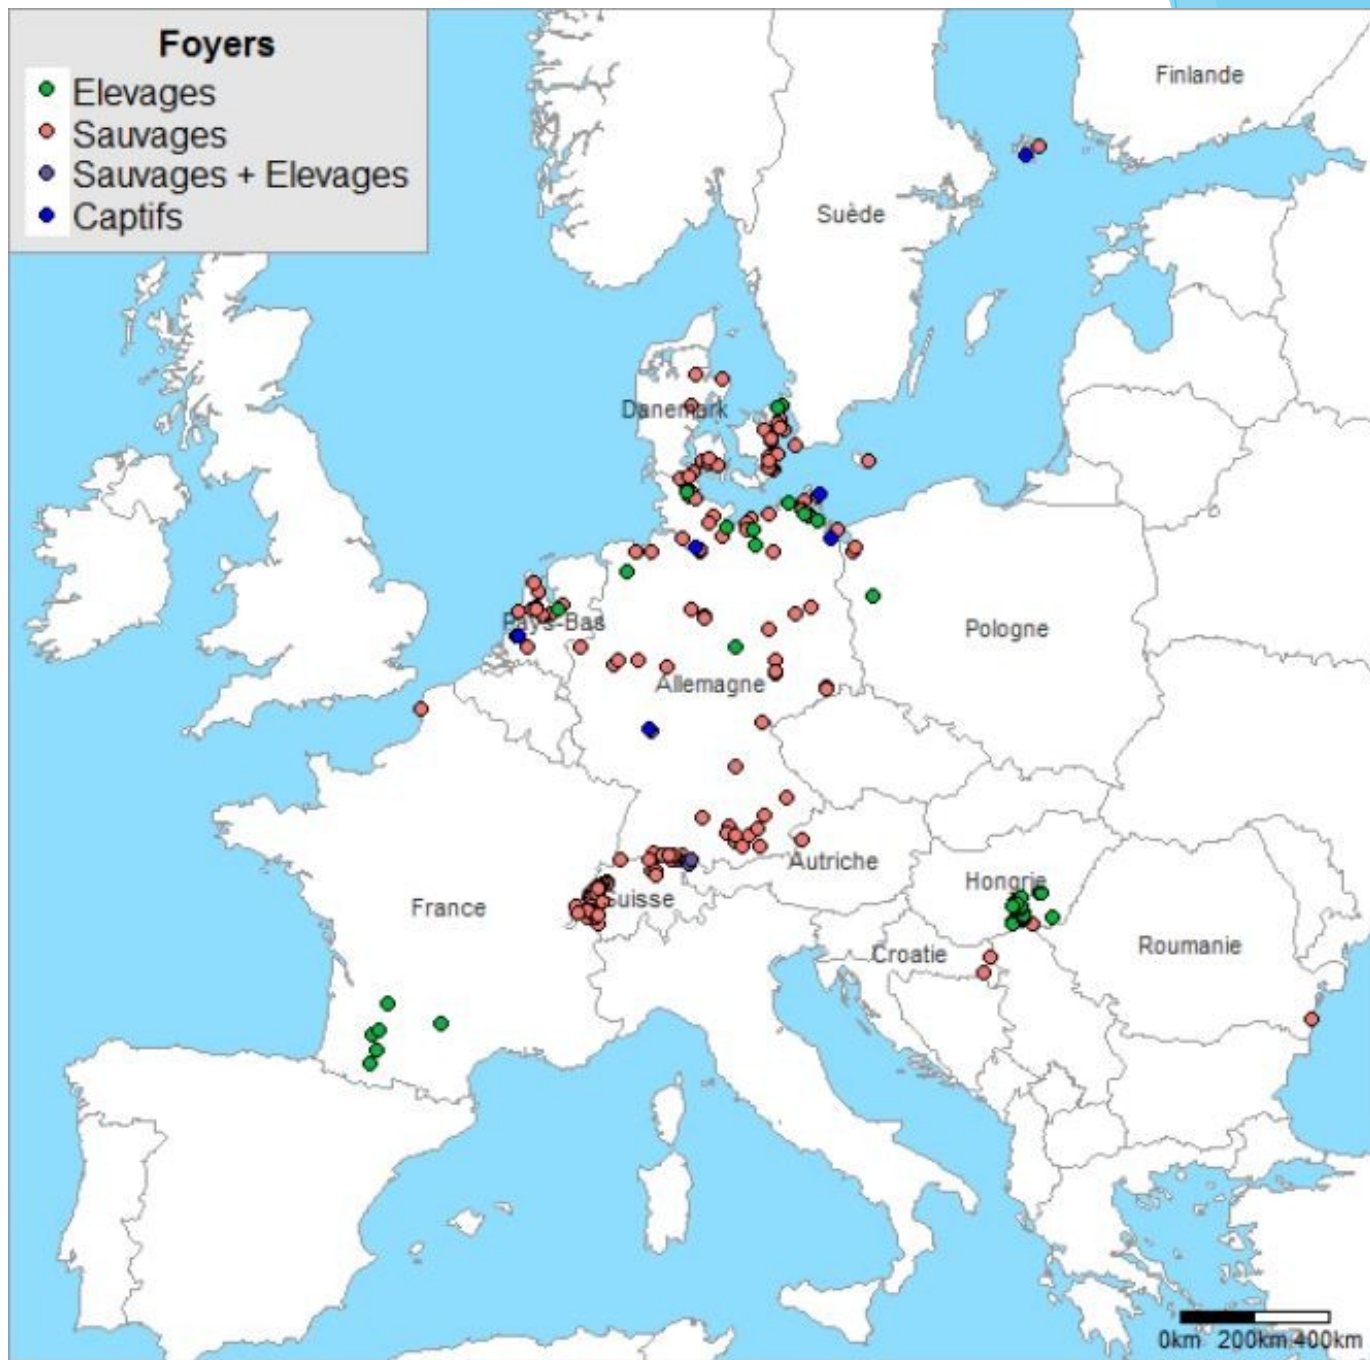 Foyers
Elevages
Sauvages
Sauvages + Elevages
Captifs
Finlande
Suède
Danemark
Pays-Bas
Pologne
Allemagne
Autriche
Hongrie
France
Suisse
Croatie
Roumanie
0km 200km 400km